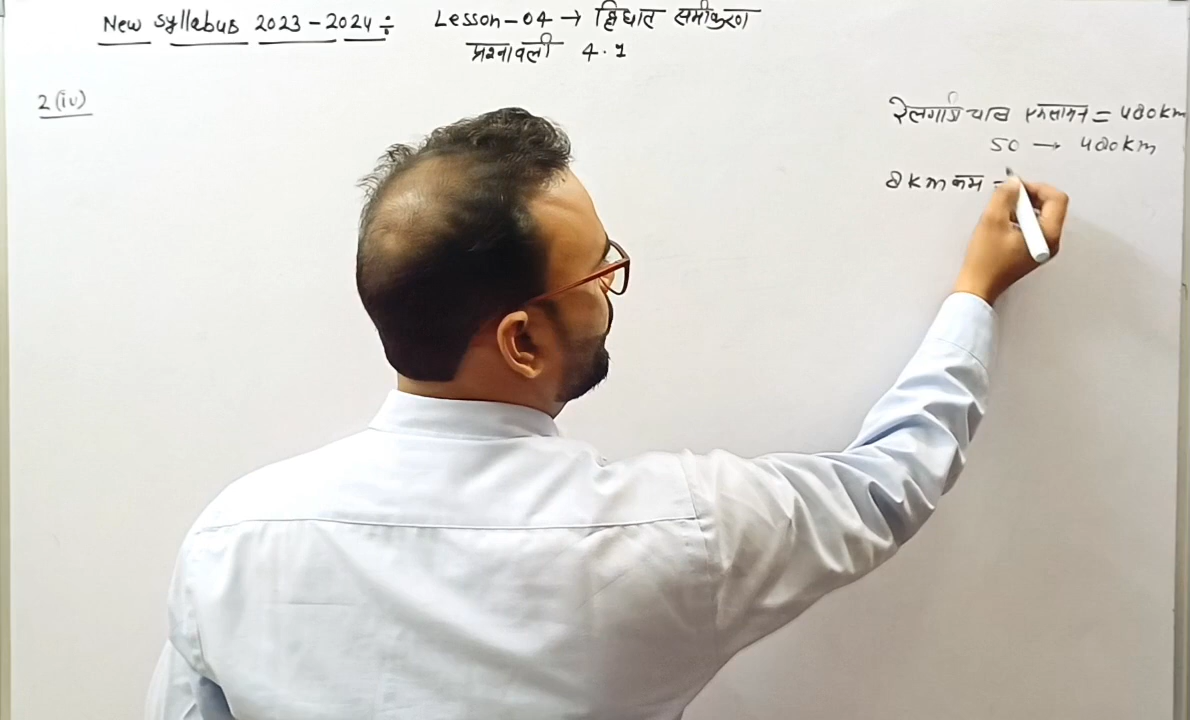 New Syllabus 2023-2024 ÷ Lesson-04 → द्विघात समीकरण
प्रश्नावली 4.1
2(iv)
रेलगाड़ी चाल = 480km
50 → 480km
8km कम -